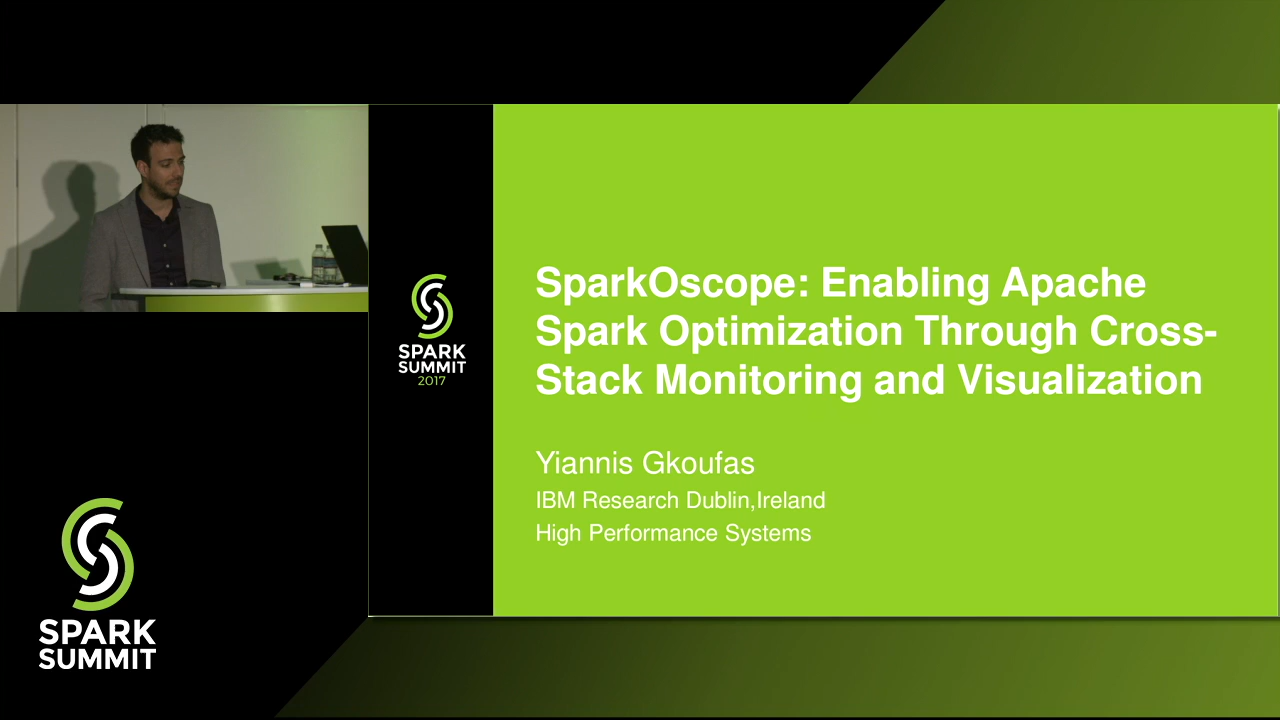 SPARK
SUMMIT
2017
SparkOscope: Enabling Apache
Spark Optimization Through Cross-
Stack Monitoring and Visualization
Yiannis Gkoufas
IBM Research Dublin,Ireland
High Performance Systems
SPARK
SUMMIT